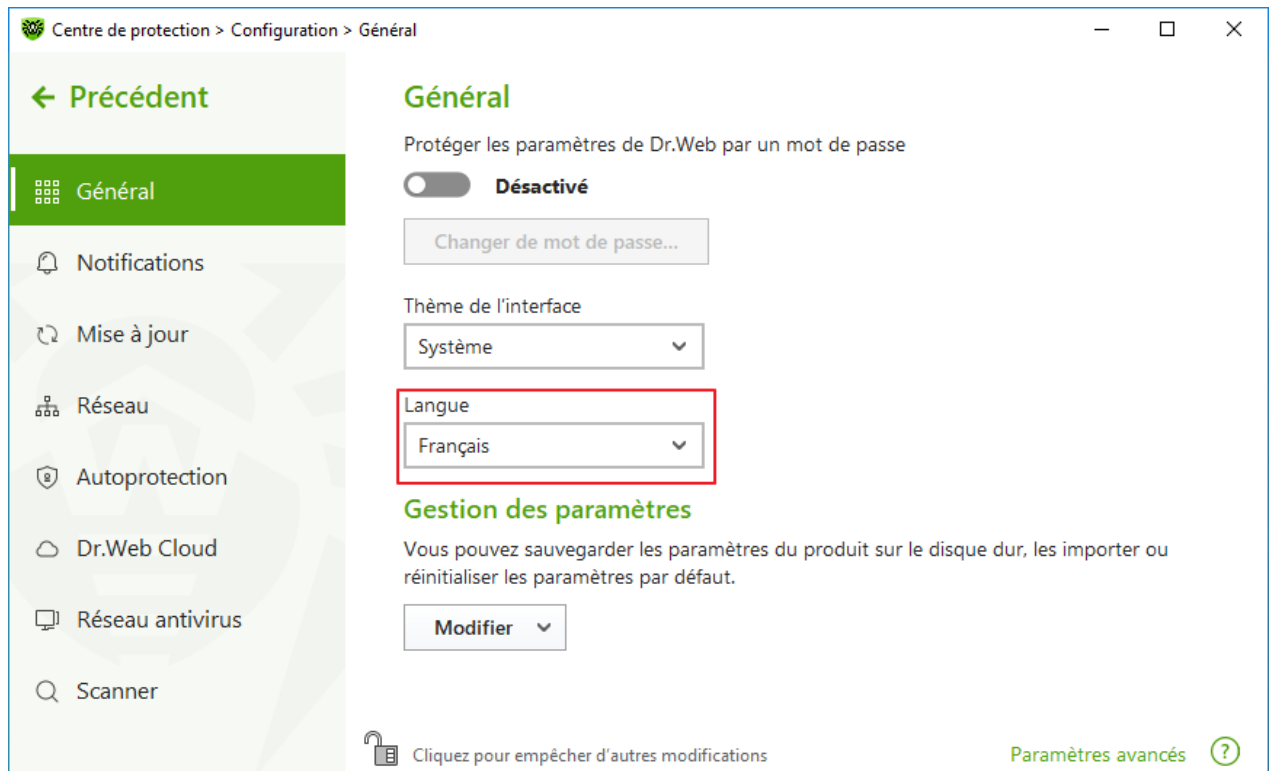 Centre de protection > Configuration > Général
Précédent
Général
Notifications
Mise à jour
Réseau
Autoprotection
Dr.Web Cloud
Réseau antivirus
Scanner
Général
Protéger les paramètres de Dr.Web par un mot de passe
Désactivé
Changer de mot de passe...
Thème de l'interface
Système
Langue
Français
Gestion des paramètres
Vous pouvez sauvegarder les paramètres du produit sur le disque dur, les importer ou
réinitialiser les paramètres par défaut.
Modifier
Cliquez pour empêcher d'autres modifications
Paramètres avancés
?